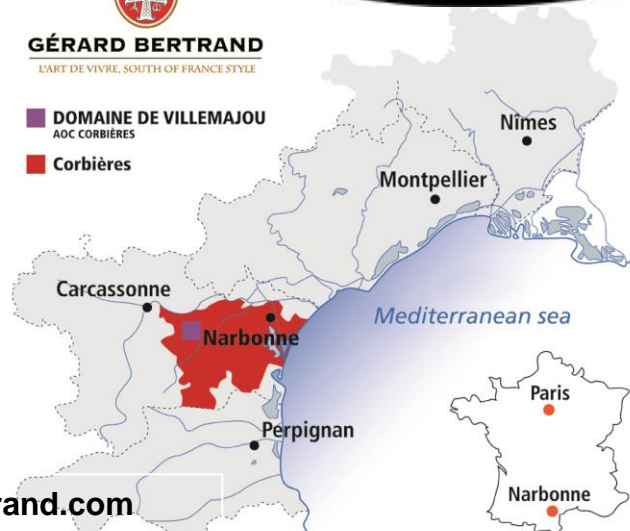 GÉRARD BERTRAND
L'ART DE VIVRE, SOUTH OF FRANCE STYLE
DOMAINE DE VILLEMAJOU
AOC CORBIÈRES
Corbières
Nîmes
Montpellier
Carcassonne
Narbonne
Mediterranean sea
Perpignan
Paris
Narbonne
rand.com